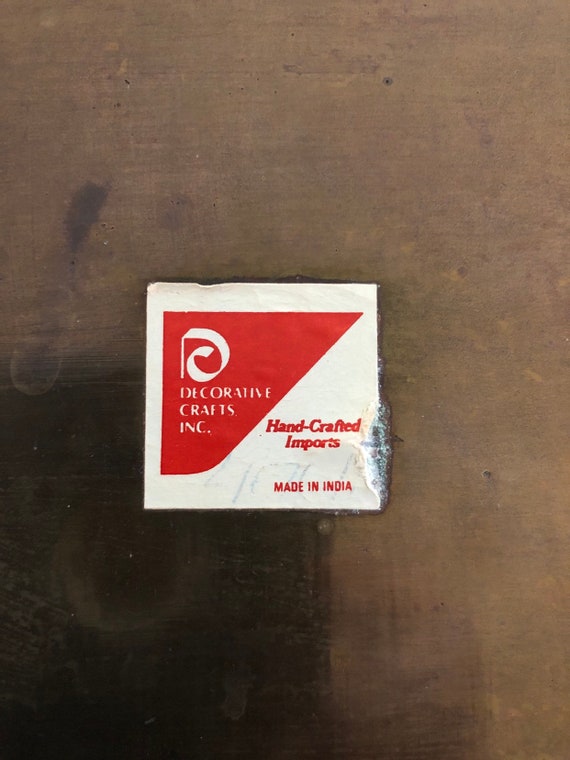 DECORATIVE
CRAFTS,
INC.
Hand-Crafted
Imports
MADE IN INDIA